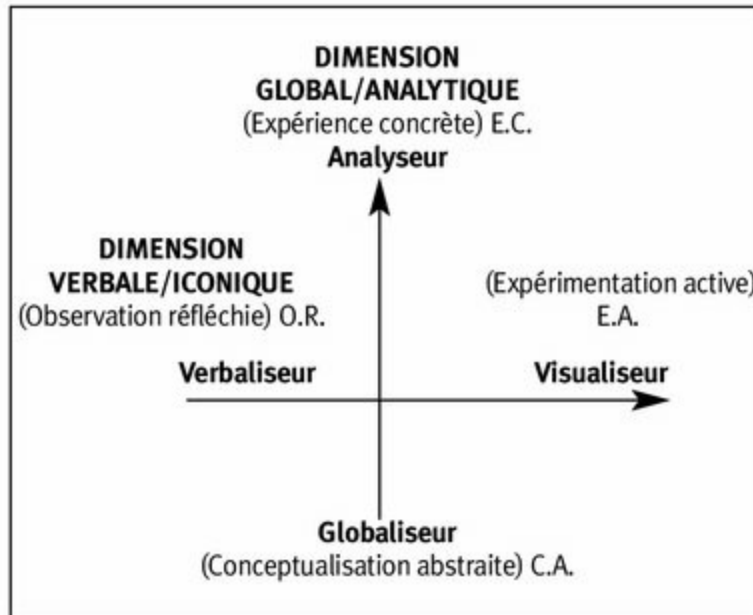 DIMENSION
GLOBAL/ANALYTIQUE
(Expérience concrète) E.C.
Analyseur
DIMENSION
VERBALE/ICONIQUE
(Observation réfléchie) O.R.
(Expérimentation active)
E.A.
Verbaliseur
Visualiseur
Globaliseur
(Conceptualisation abstraite) C.A.